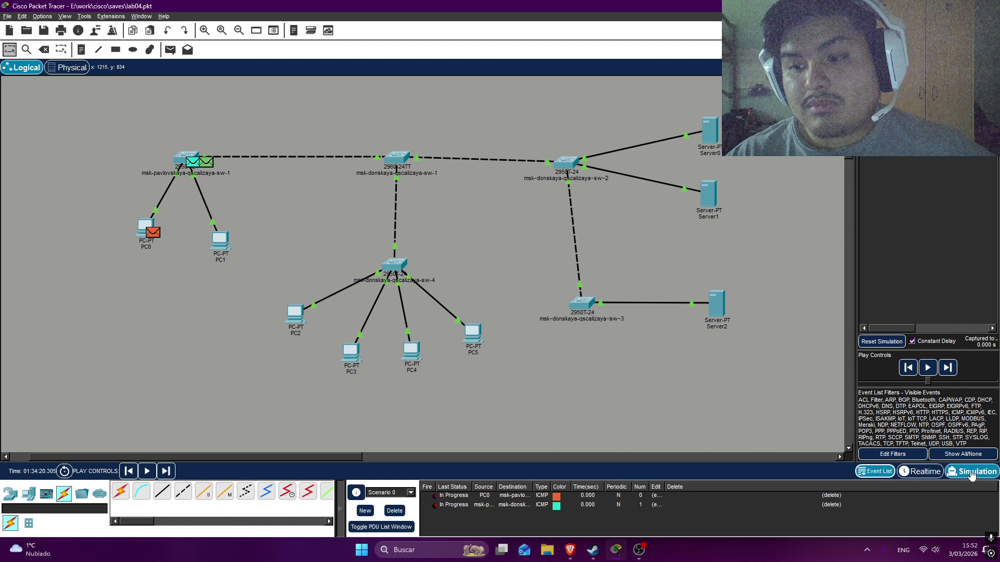 Cisco Packet Tracer - E:\work\cisco\saves\lab04.pkt
File Edit Options View Tools Extensions Window Help
Logical Physical x: 1215, y: 834
msk-pavlovskaya-qscalizaya-sw-1
2960-24TT
msk-donskaya-qscalizaya-sw-1
2950T-24
msk-donskaya-qscalizaya-sw-2
Server0
Server-PT
Server1
PC-PT
PC0
PC-PT
PC1
msk-donskaya-qscalizaya-sw-4
2950T-24
msk-donskaya-qscalizaya-sw-3
Server-PT
Server2
PC-PT
PC2
PC-PT
PC3
PC-PT
PC4
PC-PT
PC5
Reset Simulation Constant Delay Captured to:
0.000 s
Play Controls
Event List Filters - Visible Events
ACL Filter, ARP, BGP, Bluetooth, CAPWAP, CDP, DHCP,
DHCPv6, DNS, DTP, EAPOL, EIGRP, EIGRPv6, FTP,
H.323, HSRP, HSRPv6, HTTP, HTTPS, ICMP, ICMPv6, IEC,
IPSec, ISAKMP, IoT, IoT TCP, LACP, LLDP, MODBUS,
Meraki, NDP, NETFLOW, NTP, OSPF, OSPFv6, PAgP,
POP3, PPP, PPPoED, PTP, Profinet, RADIUS, REP, RIP,
RIPng, RTP, SCCP, SMTP, SNMP, SSH, STP, SYSLOG,
TACACS, TCP, TFTP, Telnet, UDP, USB, VTP
Edit Filters Show All/None
Time: 01:34:20.305 PLAY CONTROLS: Event List Realtime Simulation
Scenario 0
New Delete
Toggle PDU List Window
Fire Last Status Source Destination Type Color Time(sec) Periodic Num Edit Delete
In Progress PC0 msk-pavlo... ICMP 0.000 N 0 (e... (delete)
In Progress msk-p... msk-donsk... ICMP 0.000 N 1 (e... (delete)
S M
1°C
Nublado
Buscar
ENG
15:52
3/03/2026